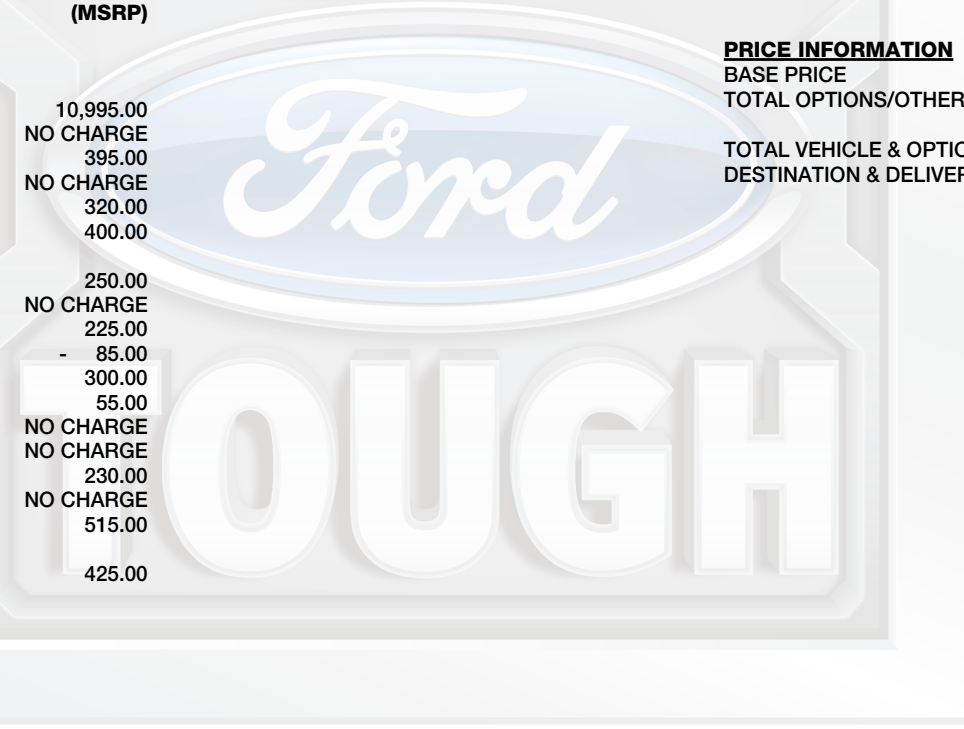 (MSRP)
10,995.00
NO CHARGE
395.00
NO CHARGE
320.00
400.00
250.00
NO CHARGE
225.00
- 85.00
300.00
55.00
NO CHARGE
NO CHARGE
230.00
NO CHARGE
515.00
425.00
PRICE INFORMATION
BASE PRICE
TOTAL OPTIONS/OTHER
TOTAL VEHICLE & OPTIO
DESTINATION & DELIVER
Ford
TOUGH